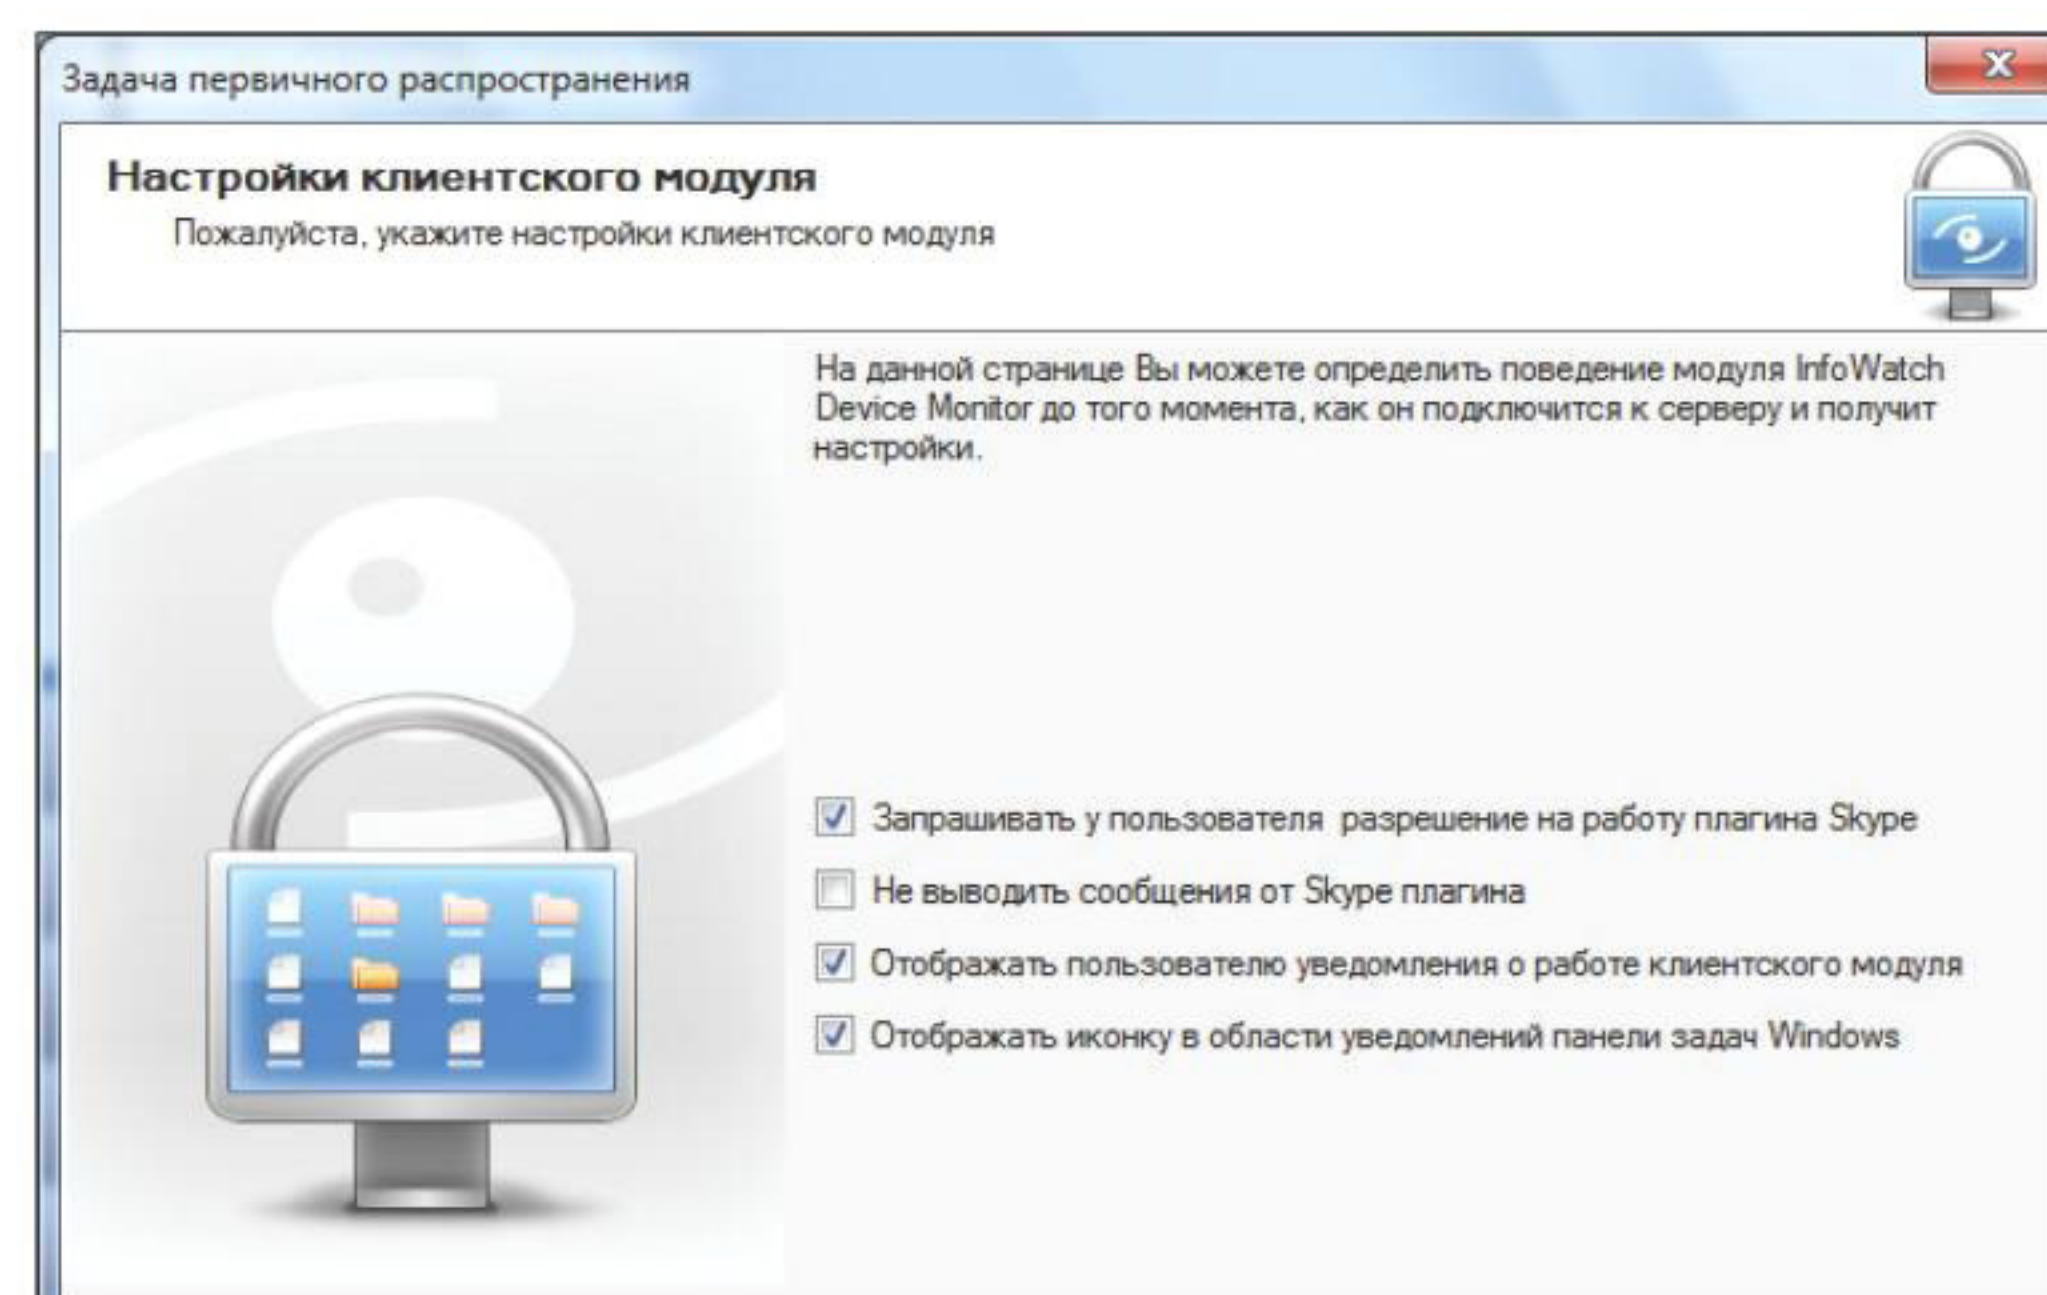 Задача первичного распространения
Настройки клиентского модуля
Пожалуйста, укажите настройки клиентского модуля
На данной странице Вы можете определить поведение модуля InfoWatch
Device Monitor до того момента, как он подключится к серверу и получит
настройки.
Запрашивать у пользователя разрешение на работу плагина Skype
Не выводить сообщения от Skype плагина
Отображать пользователю уведомления о работе клиентского модуля
Отображать иконку в области уведомлений панели задач Windows